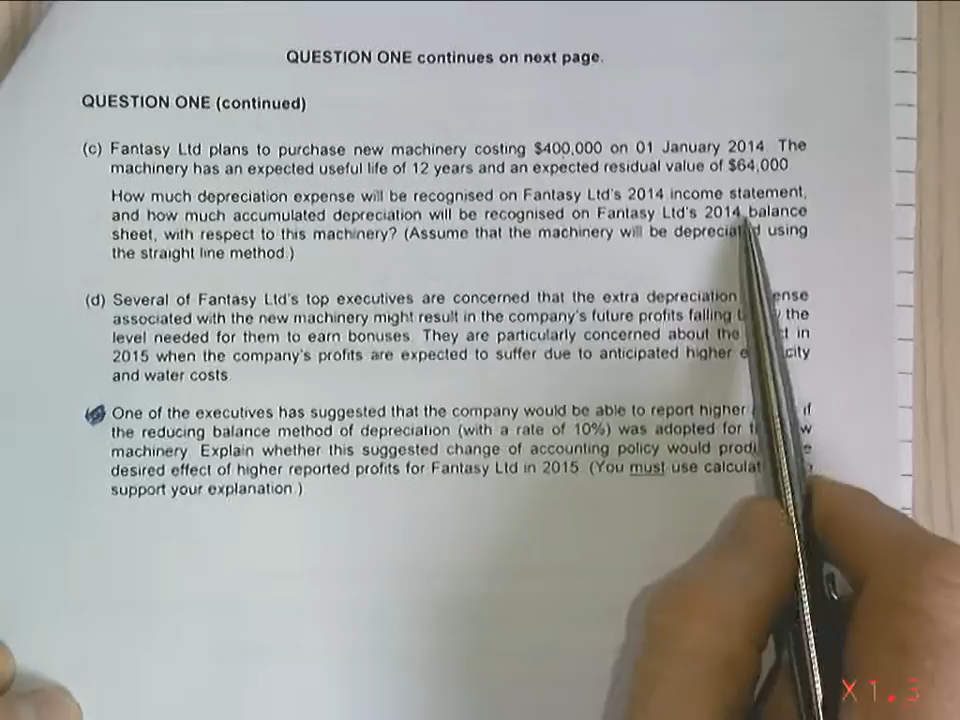 QUESTION ONE continues on next page.
QUESTION ONE (continued)
(c) Fantasy Ltd plans to purchase new machinery costing $400,000 on 01 January 2014. The
machinery has an expected useful life of 12 years and an expected residual value of $64,000
How much depreciation expense will be recognised on Fantasy Ltd's 2014 income statement,
and how much accumulated depreciation will be recognised on Fantasy Ltd's 2014 balance
sheet, with respect to this machinery? (Assume that the machinery will be depreciated using
the straight line method.)
(d) Several of Fantasy Ltd's top executives are concerned that the extra depreciation
associated with the new machinery might result in the company's future profits falling the
level needed for them to earn bonuses. They are particularly concerned about the in
2015 when the company's profits are expected to suffer due to anticipated higher
and water costs
One of the executives has suggested that the company would be able to report higher if
the reducing balance method of depreciation (with a rate of 10%) was adopted for
machinery. Explain whether this suggested change of accounting policy would
desired effect of higher reported profits for Fantasy Ltd in 2015 (You must use
support your explanation.)
X1.3